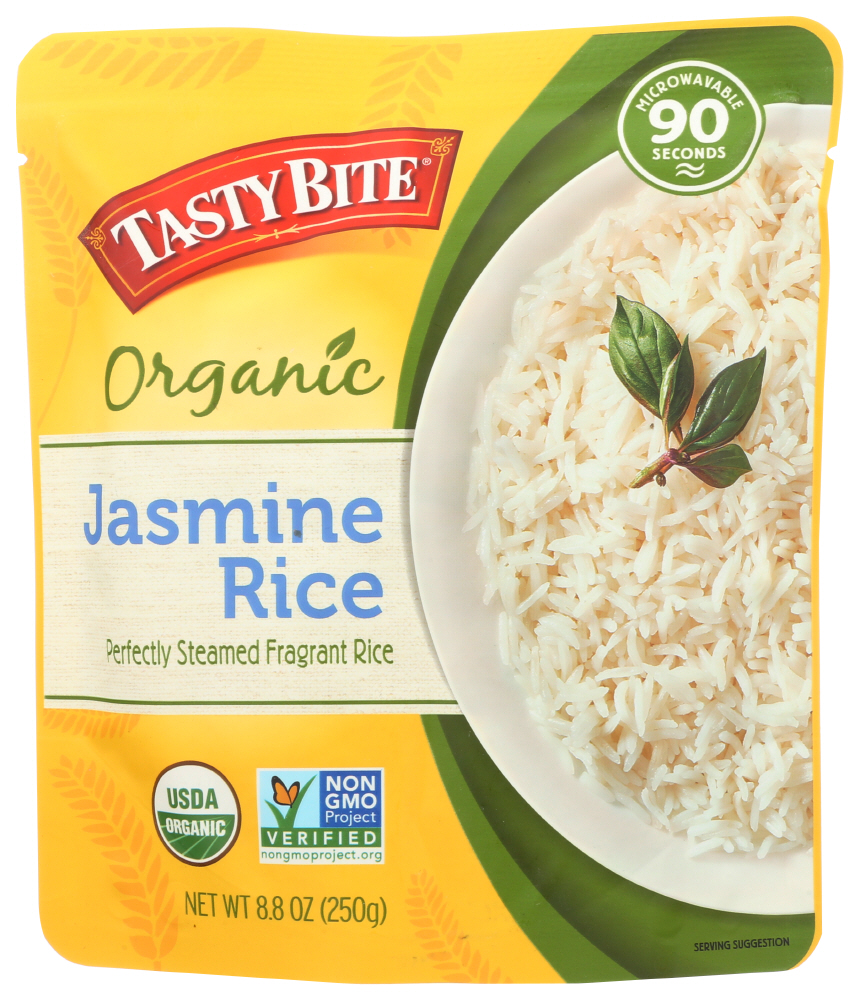 MICROWAVABLE
90
SECONDS
TASTY BITE®
Organic
Jasmine
Rice
Perfectly Steamed Fragrant Rice
USDA
ORGANIC
NON
GMO
Project
VERIFIED
nongmoproject.org
NET WT 8.8 OZ (250g)
SERVING SUGGESTION